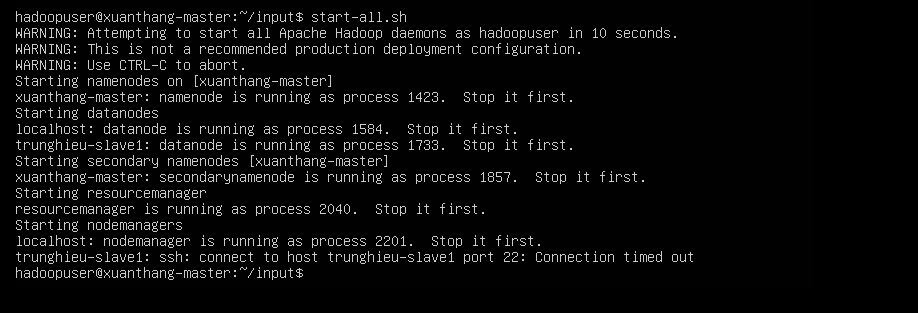 hadoopuser@xuanthang-master:~/input$ start-all.sh
WARNING: Attempting to start all Apache Hadoop daemons as hadoopuser in 10 seconds.
WARNING: This is not a recommended production deployment configuration.
WARNING: Use CTRL-C to abort.
Starting namenodes on [xuanthang-master]
xuanthang-master: namenode is running as process 1423.  Stop it first.
Starting datanodes
localhost: datanode is running as process 1584.  Stop it first.
trunghieu-slave1: datanode is running as process 1733.  Stop it first.
Starting secondary namenodes [xuanthang-master]
xuanthang-master: secondarynamenode is running as process 1857.  Stop it first.
Starting resourcemanager
resourcemanager is running as process 2040.  Stop it first.
Starting nodemanagers
localhost: nodemanager is running as process 2201.  Stop it first.
trunghieu-slave1: ssh: connect to host trunghieu-slave1 port 22: Connection timed out
hadoopuser@xuanthang-master:~/input$